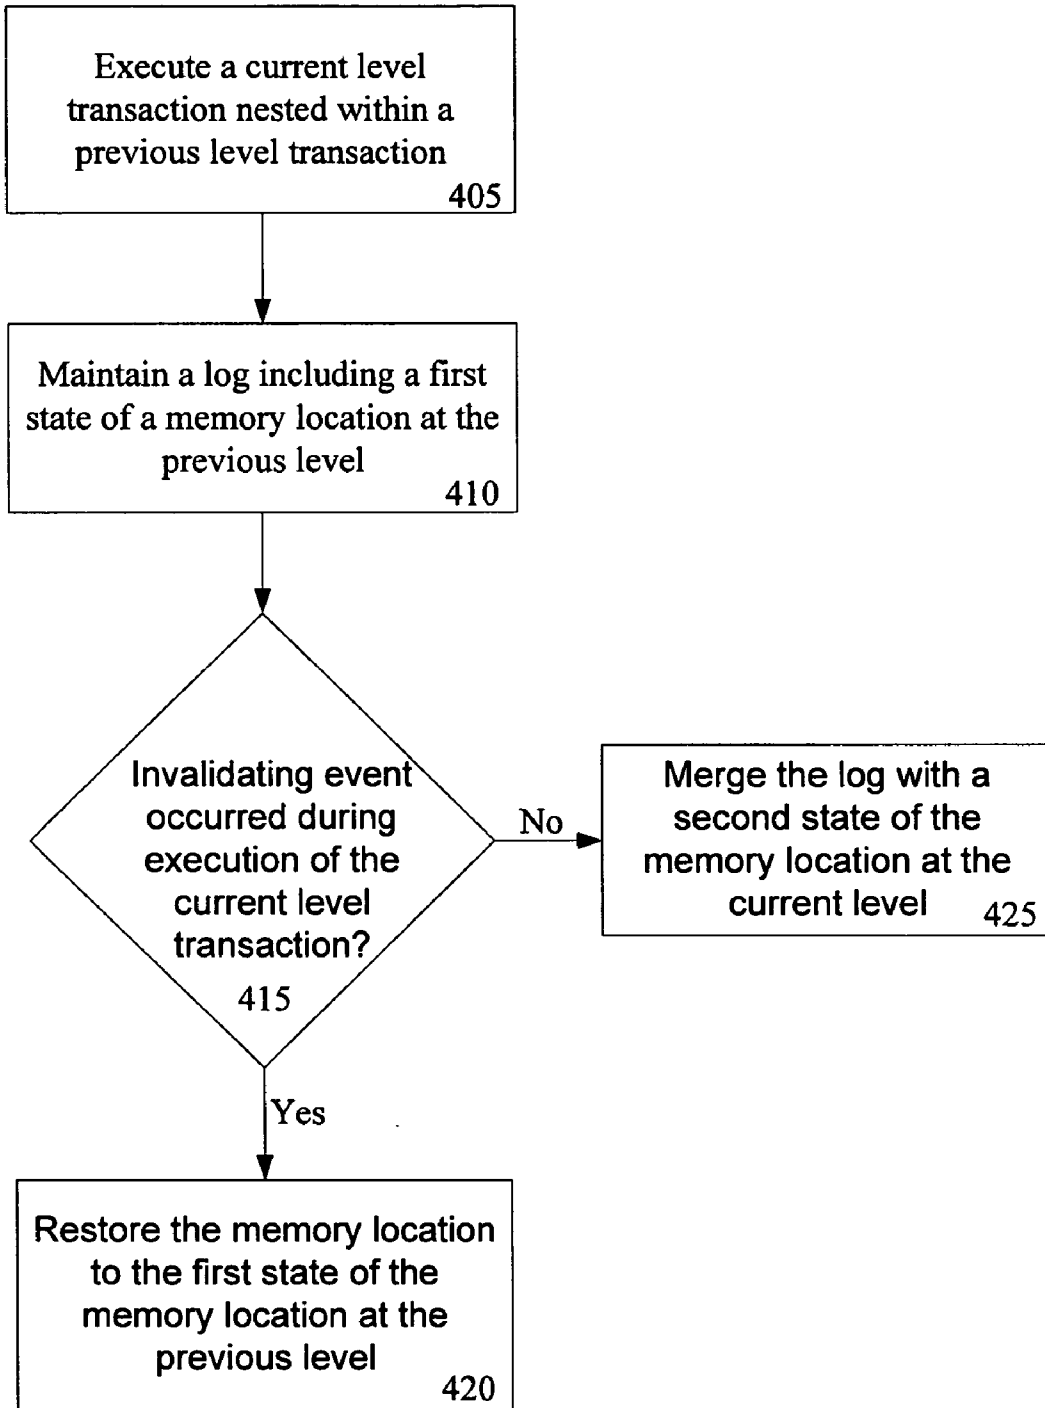 Execute a current level
transaction nested within a
previous level transaction
405
Maintain a log including a first
state of a memory location at the
previous level
410
Invalidating event
occurred during
execution of the
current level
transaction?
415
No
Merge the log with a
second state of the
memory location at the
current level
425
Yes
Restore the memory location
to the first state of the
memory location at the
previous level
420